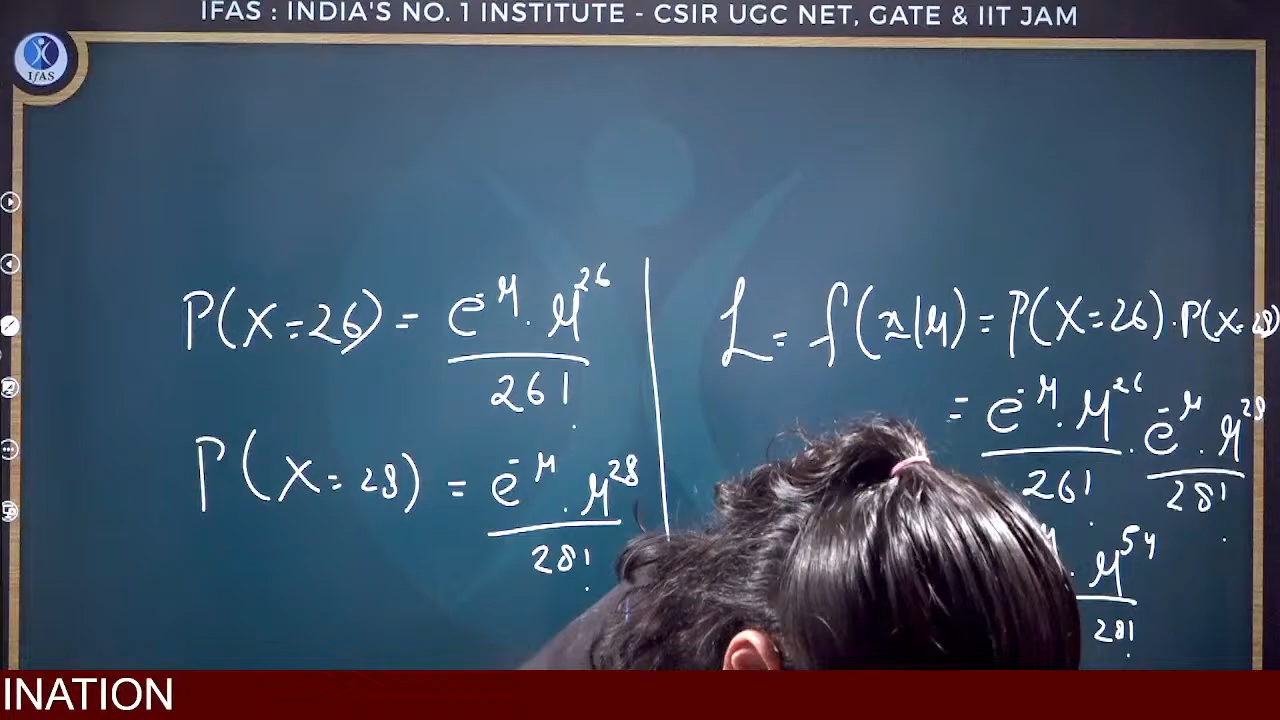 IFAS : INDIA'S NO. 1 INSTITUTE - CSIR UGC NET, GATE & IIT JAM
IfAS
P(X=26) = e^-μ . μ^26 / 26!
P(X=28) = e^-μ . μ^28 / 28!
L = f(x|μ) = P(X=26) . P(X=28)
= e^-μ . μ^26 / 26! . e^-μ . μ^28 / 28!
. μ^54 / 28!
INATION